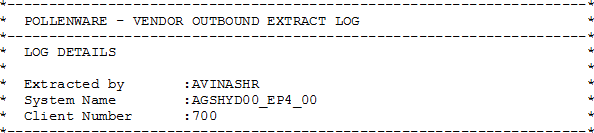 *------------------------------------------------------------------------*
*  POLLENWARE - VENDOR OUTBOUND EXTRACT LOG                              *
*------------------------------------------------------------------------*
*  LOG DETAILS                                                           *
*                                                                        *
*  Extracted by       :AVINASHR                                          *
*  System Name        :AGSHYD00_EP4_00                                   *
*  Client Number      :700                                               *
*------------------------------------------------------------------------*